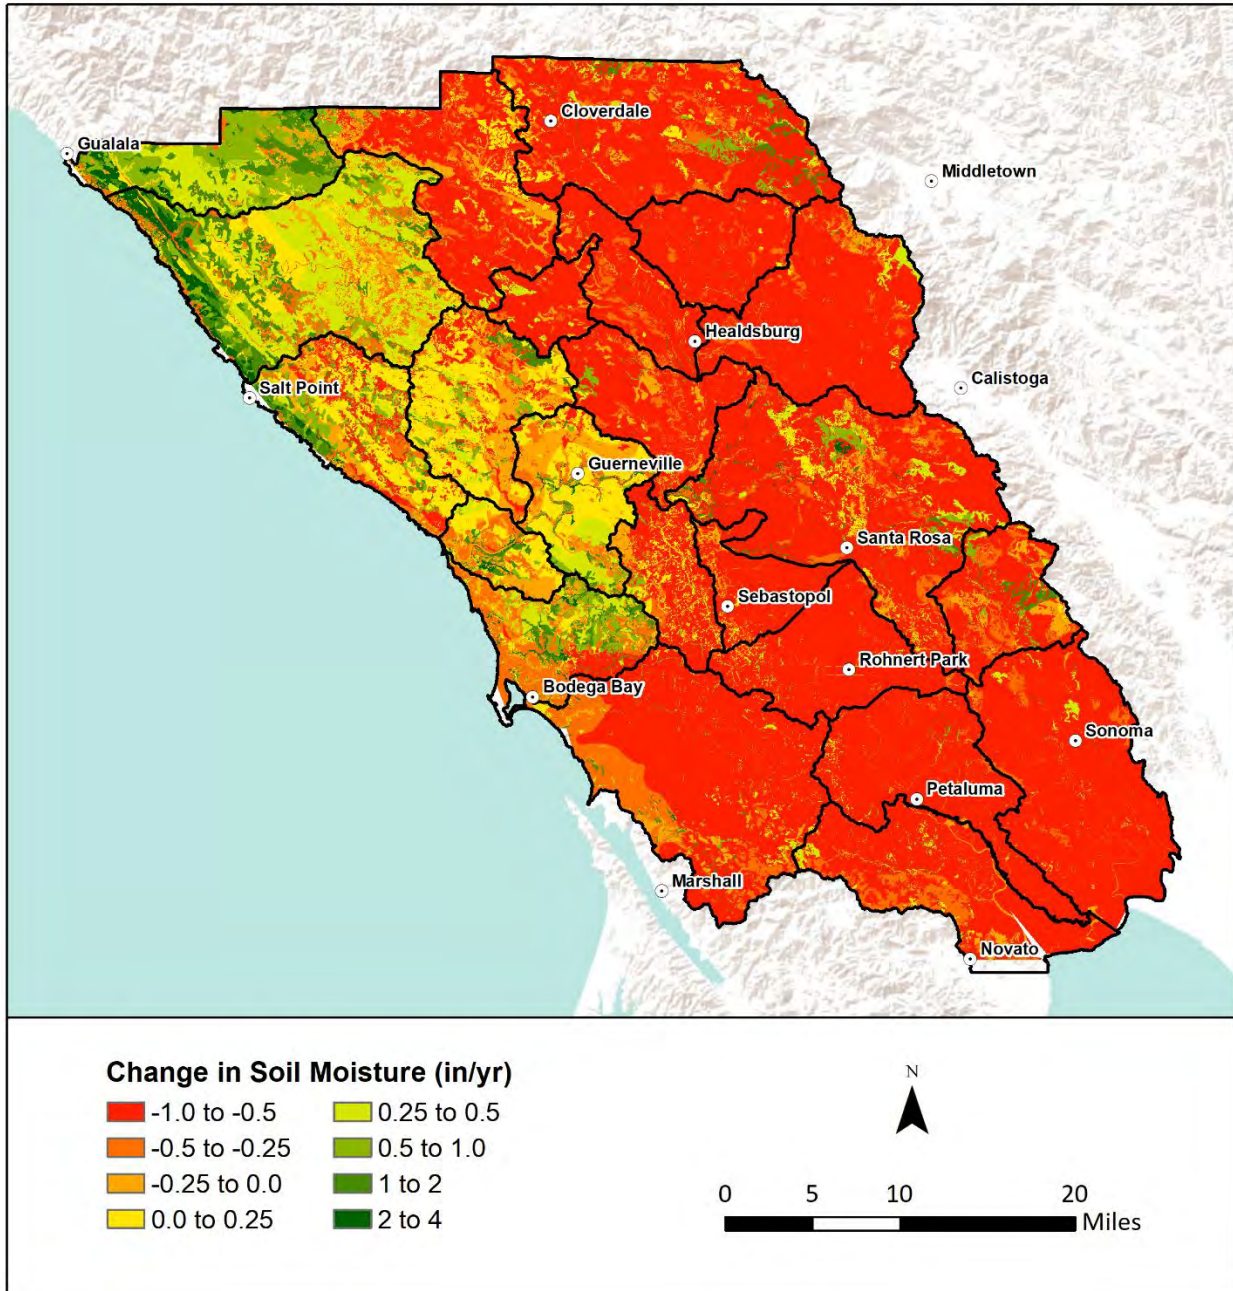 Cloverdale
Gualala
Middletown
Healdsburg
Calistoga
Salt Point
Guerneville
Santa Rosa
Sebastopol
Rohnert Park
Bodega Bay
Sonoma
Petaluma
Marshall
Novato
Change in Soil Moisture (in/yr)
-1.0 to -0.5
-0.5 to -0.25
-0.25 to 0.0
0.0 to 0.25
0.25 to 0.5
0.5 to 1.0
1 to 2
2 to 4
N
0 5 10 20
Miles